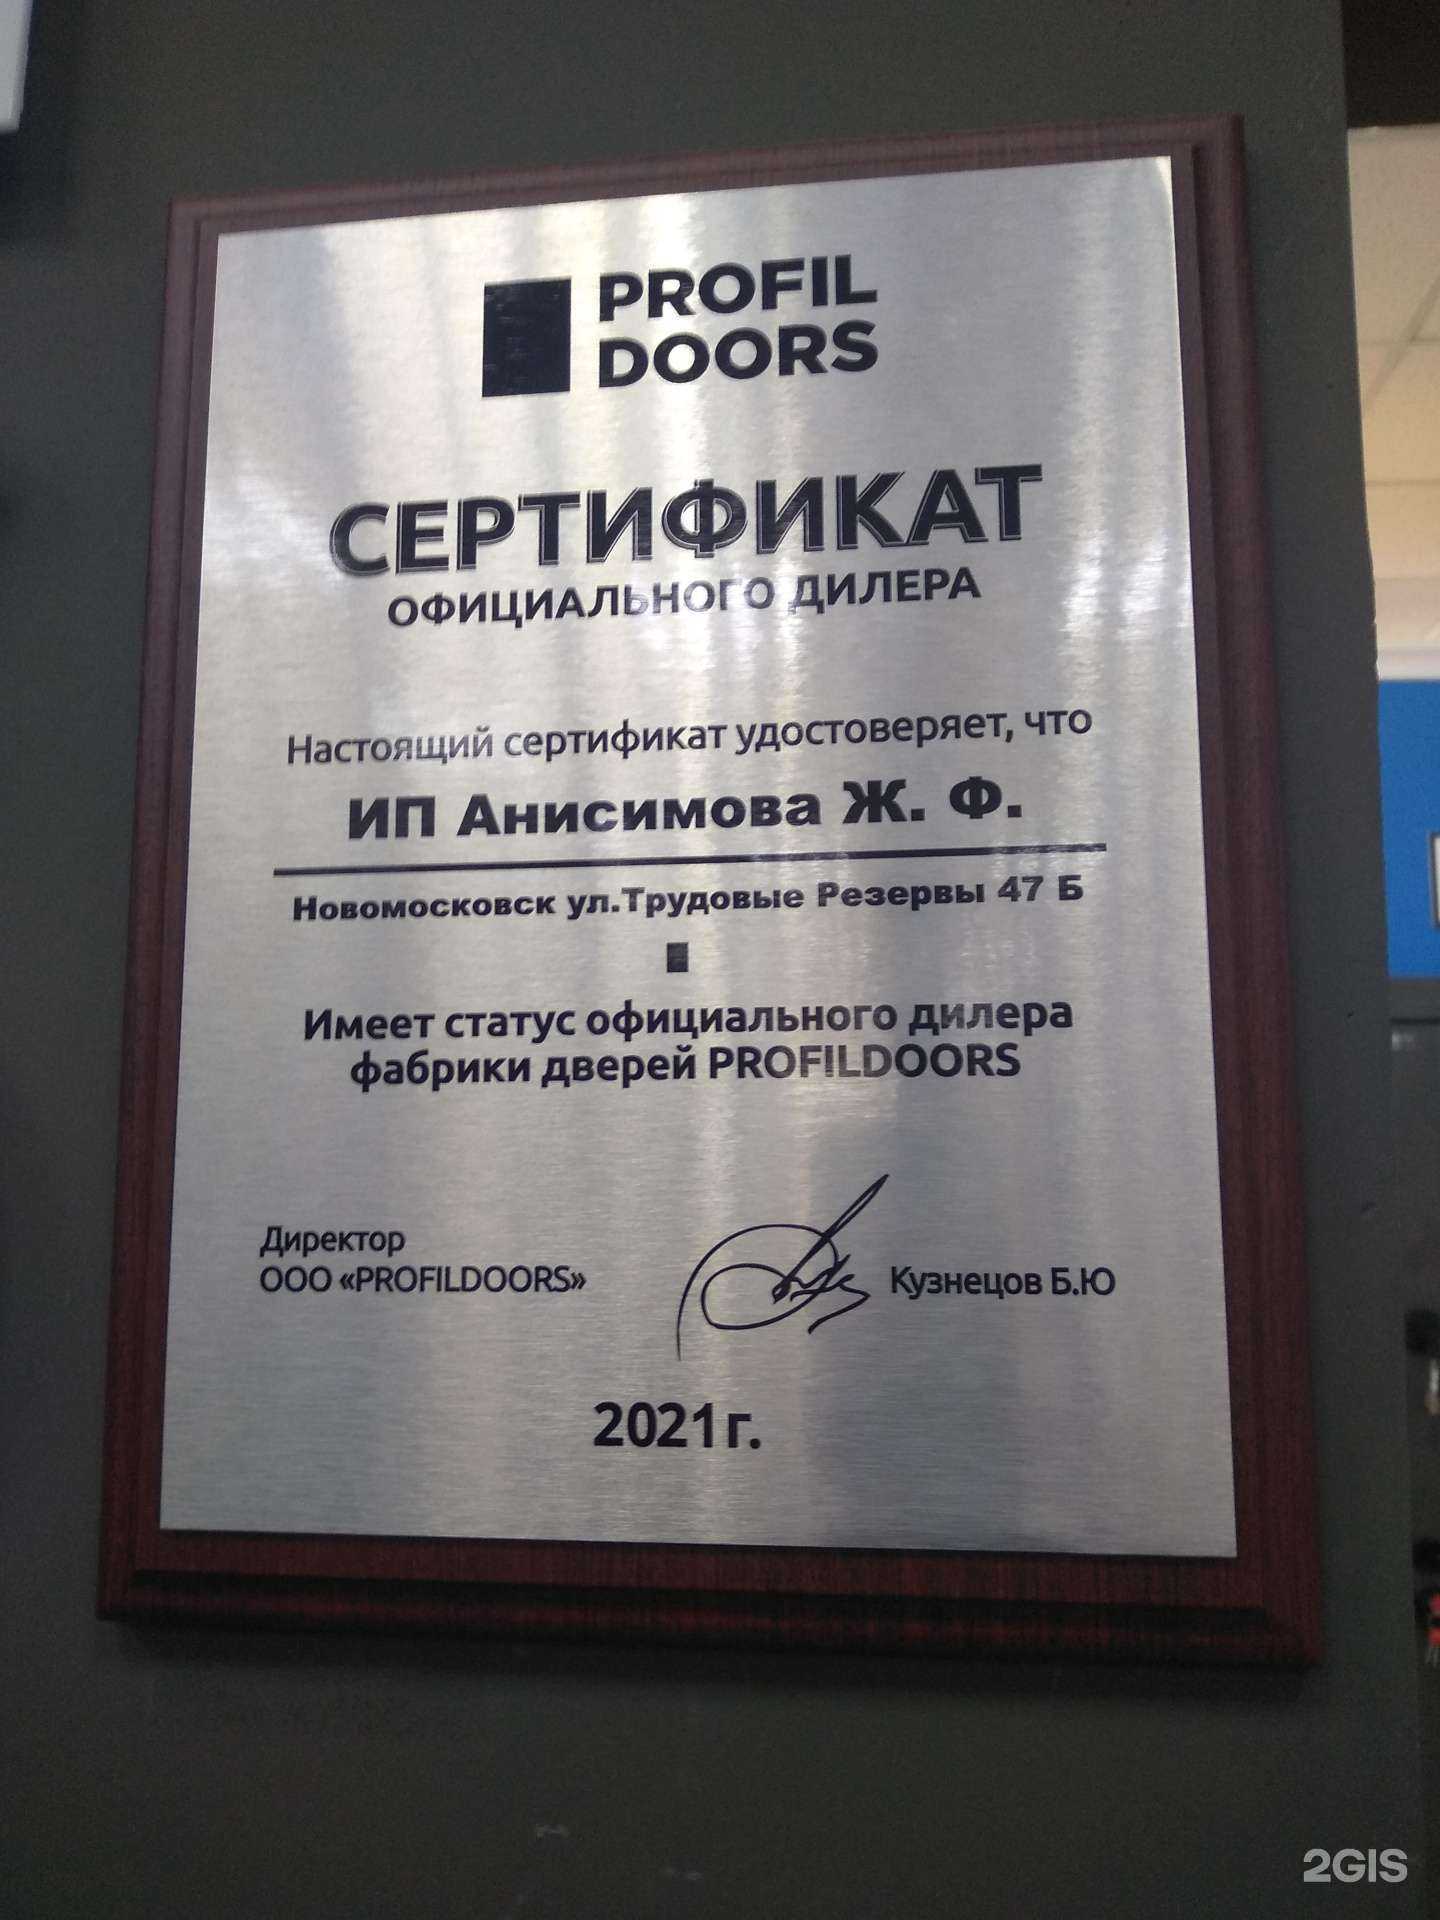 PROFIL
DOORS
СЕРТИФИКАТ
ОФИЦИАЛЬНОГО ДИЛЕРА
Настоящий сертификат удостоверяет, что
ИП Анисимова Ж. Ф.
Новомосковск ул.Трудовые Резервы 47 Б
Имеет статус официального дилера
фабрики дверей PROFILDOORS
Директор
ООО «PROFILDOORS»
Кузнецов Б.Ю
2021г.
2GIS